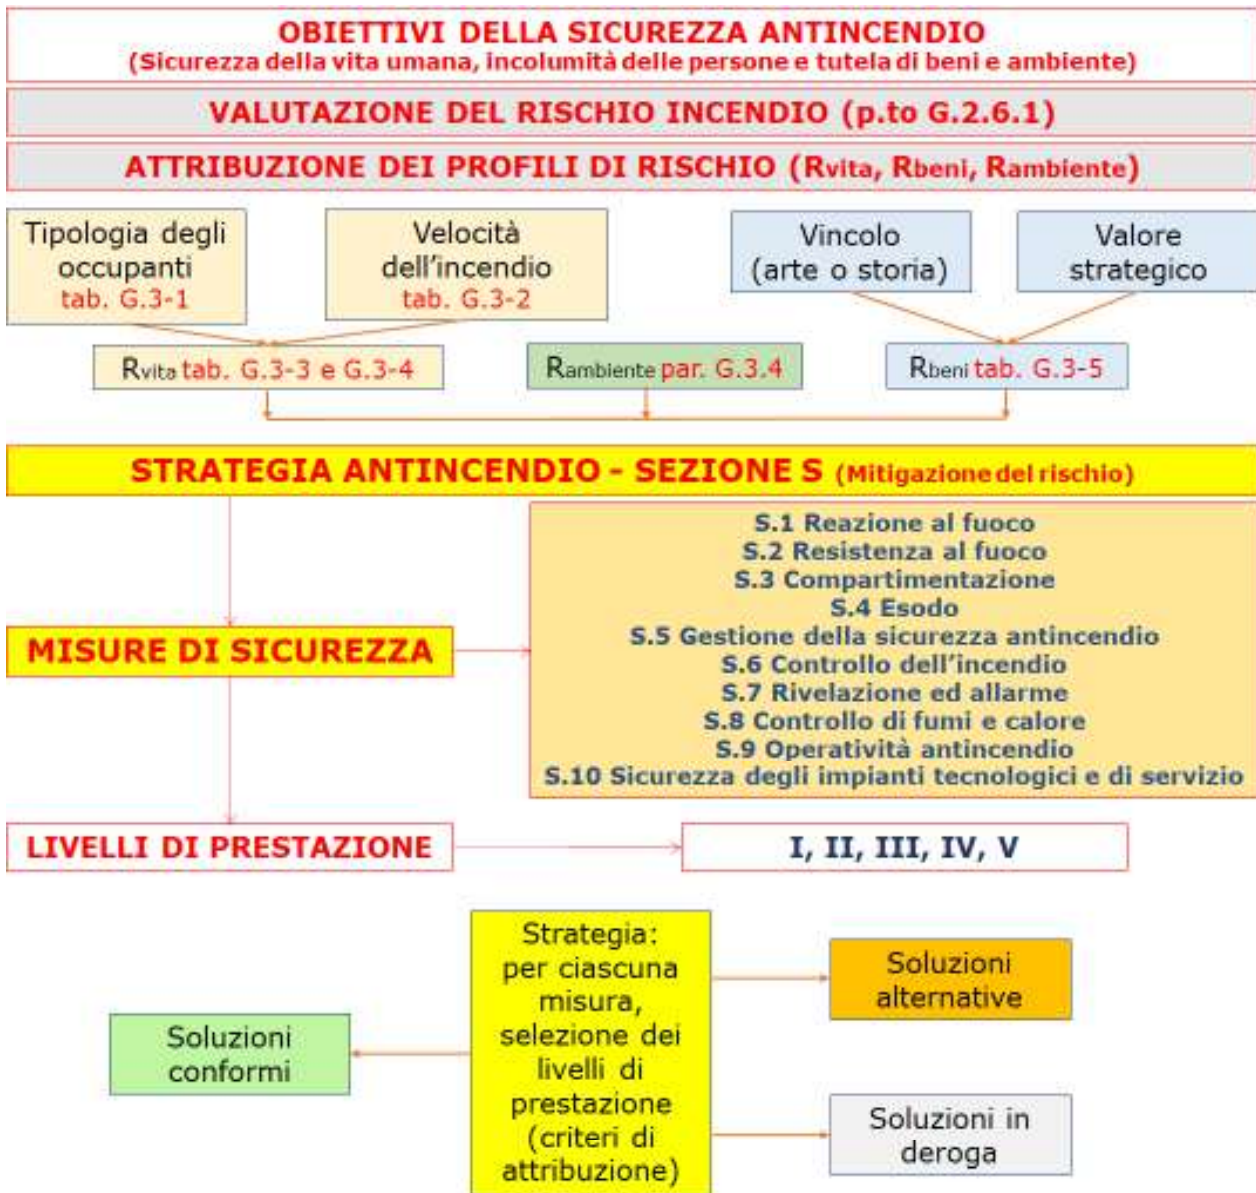 OBIETTIVI DELLA SICUREZZA ANTINCENDIO
(Sicurezza della vita umana, incolumità delle persone e tutela di beni e ambiente)
VALUTAZIONE DEL RISCHIO INCENDIO (p.to G.2.6.1)
ATTRIBUZIONE DEI PROFILI DI RISCHIO (Rvita, Rbeni, Rambiente)
Tipologia degli
occupanti
tab. G.3-1
Velocità
dell'incendio
tab. G.3-2
Vincolo
(arte o storia)
Valore
strategico
Rvita tab. G.3-3 e G.3-4
Rambiente par. G.3.4
Rbeni tab. G.3-5
STRATEGIA ANTINCENDIO - SEZIONE S (Mitigazione del rischio)
S.1 Reazione al fuoco
S.2 Resistenza al fuoco
S.3 Compartimentazione
S.4 Esodo
S.5 Gestione della sicurezza antincendio
S.6 Controllo dell'incendio
S.7 Rivelazione ed allarme
S.8 Controllo di fumi e calore
S.9 Operatività antincendio
S.10 Sicurezza degli impianti tecnologici e di servizio
MISURE DI SICUREZZA
LIVELLI DI PRESTAZIONE
I, II, III, IV, V
Strategia:
per ciascuna
misura,
selezione dei
livelli di
prestazione
(criteri di
attribuzione)
Soluzioni
conformi
Soluzioni
alternative
Soluzioni in
deroga